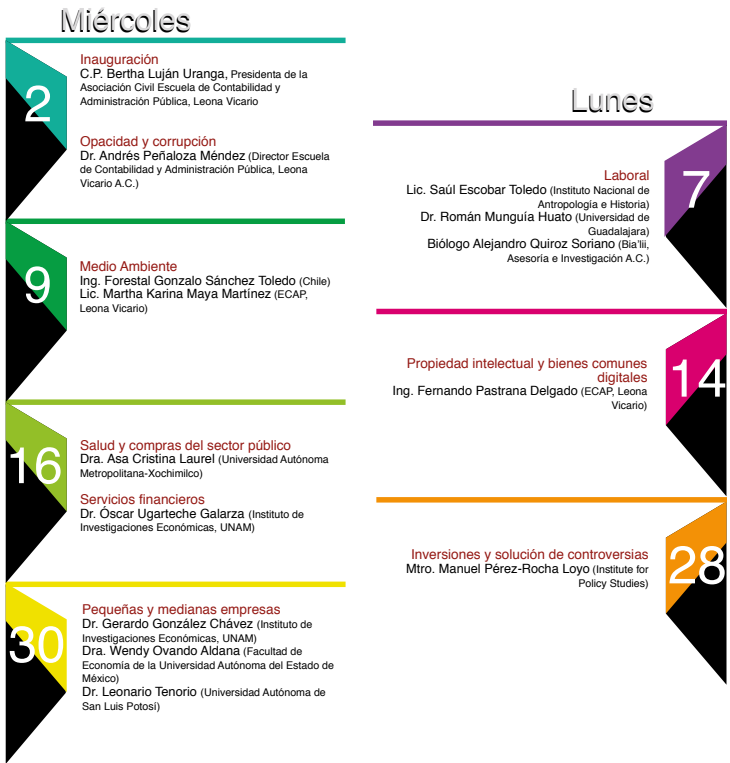 Miércoles
2
Inauguración
C.P. Bertha Luján Uranga, Presidenta de la
Asociación Civil Escuela de Contabilidad y
Administración Pública, Leona Vicario
Opacidad y corrupción
Dr. Andrés Peñaloza Méndez (Director Escuela
de Contabilidad y Administración Pública, Leona
Vicario A.C.)
9
Medio Ambiente
Ing. Forestal Gonzalo Sánchez Toledo (Chile)
Lic. Martha Karina Maya Martínez (ECAP,
Leona Vicario)
16
Salud y compras del sector público
Dra. Asa Cristina Laurel (Universidad Autónoma
Metropolitana-Xochimilco)
Servicios financieros
Dr. Óscar Ugarteche Galarza (Instituto de
Investigaciones Económicas, UNAM)
30
Pequeñas y medianas empresas
Dr. Gerardo González Chávez (Instituto de
Investigaciones Económicas, UNAM)
Dra. Wendy Ovando Aldana (Facultad de
Economía de la Universidad Autónoma del Estado de
México)
Dr. Leonario Tenorio (Universidad Autónoma de
San Luis Potosí)
Lunes
7
Laboral
Lic. Saúl Escobar Toledo (Instituto Nacional de
Antropología e Historia)
Dr. Román Munguía Huato (Universidad de
Guadalajara)
Biólogo Alejandro Quiroz Soriano (Bia'lii,
Asesoría e Investigación A.C.)
14
Propiedad intelectual y bienes comunes
digitales
Ing. Fernando Pastrana Delgado (ECAP, Leona
Vicario)
28
Inversiones y solución de controversias
Mtro. Manuel Pérez-Rocha Loyo (Institute for
Policy Studies)